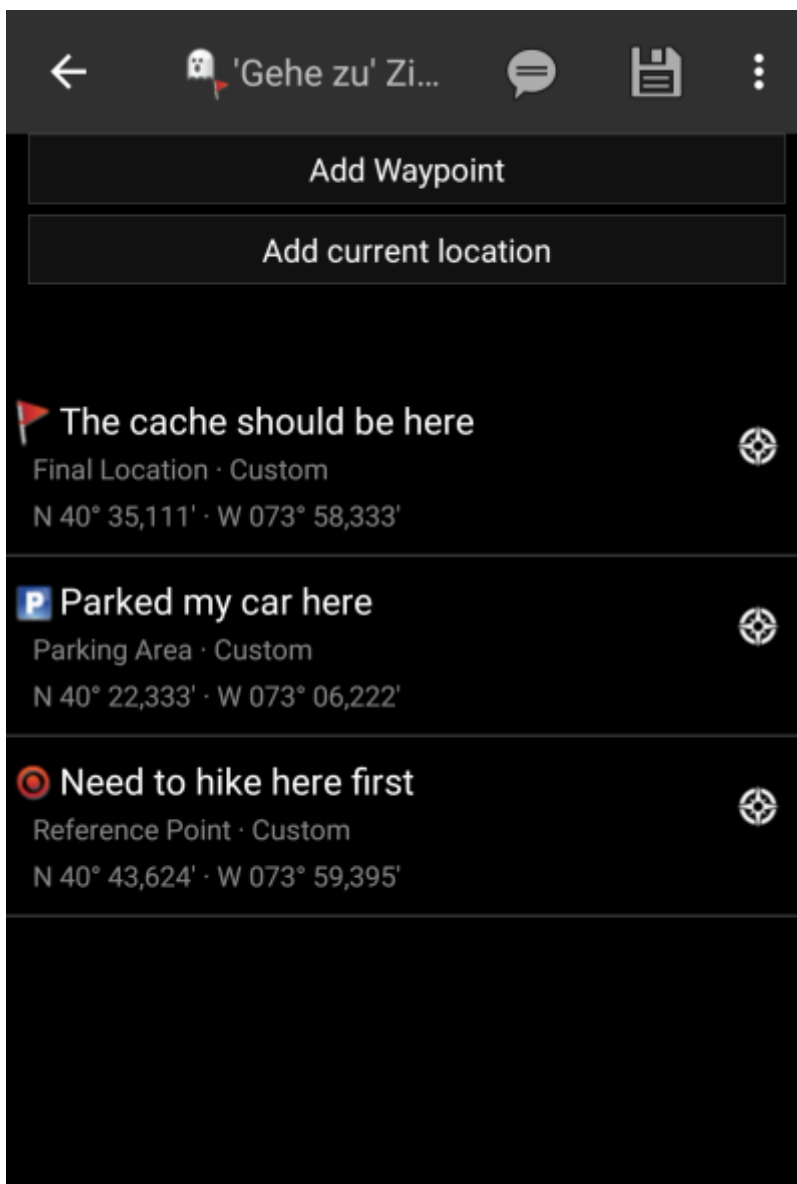 'Gehe zu' Zi...
Add Waypoint
Add current location
The cache should be here
Final Location · Custom
N 40° 35,111' · W 073° 58,333'
P Parked my car here
Parking Area · Custom
N 40° 22,333' · W 073° 06,222'
Need to hike here first
Reference Point · Custom
N 40° 43,624' · W 073° 59,395'